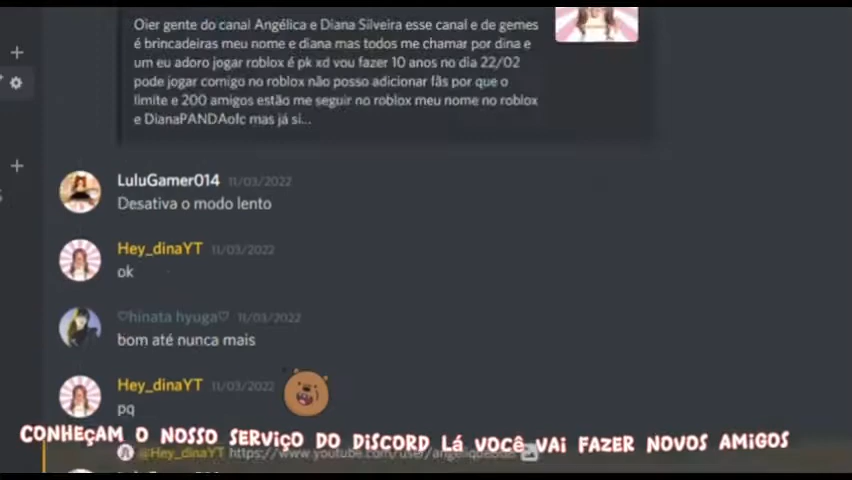 Oier gente do canal Angélica e Diana Silveira esse canal e de gemes
é brincadeiras meu nome e diana mas todos me chamar por dina e
um eu adoro jogar roblox é pk xd vou fazer 10 anos no dia 22/02
pode jogar comigo no roblox não posso adicionar fãs por que o
limite e 200 amigos estão me seguir no roblox meu nome no roblox
e DianaPANDAofc mas já si...
LuluGamer014 11/03/2022
Desativa o modo lento
Hey_dinaYT 11/03/2022
ok
♡hinata hyuga♡ 11/03/2022
bom até nunca mais
Hey_dinaYT 11/03/2022
pq
CONHEÇAM O NOSSO SERVIÇO DO DISCORD LÁ VOCÊ VAI FAZER NOVOS AMIGOS
@Hey_dinaYT https://www.youtube.com/user/